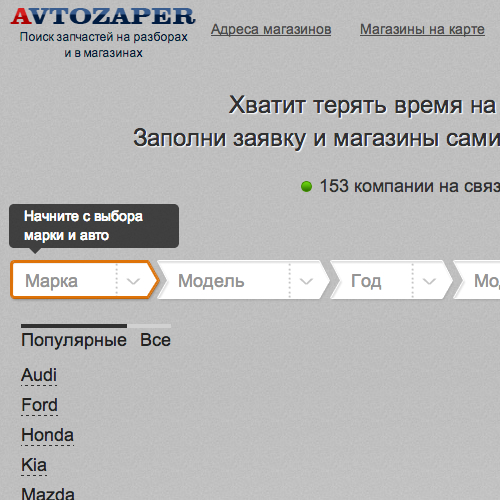 AVTOZAPER
Поиск запчастей на разборах
и в магазинах
Адреса магазинов
Магазины на карте
Хватит терять время на
Заполни заявку и магазины сами
153 компании на связ
Начните с выбора
марки и авто
Марка
Модель
Год
Мод
Популярные
Все
Audi
Ford
Honda
Kia
Mazda